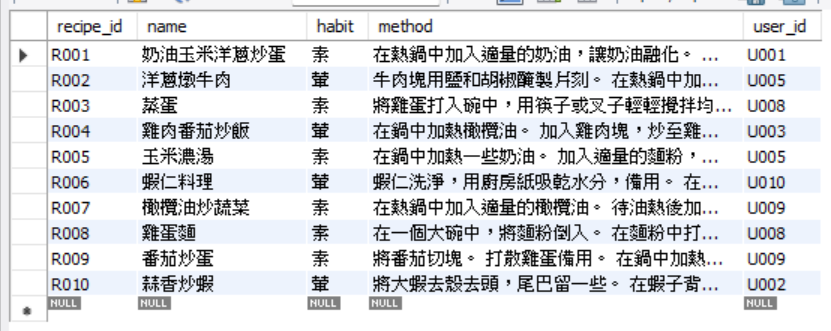 recipe_id name habit method user_id
R001 奶油玉米洋蔥炒蛋 素 在熱鍋中加入適量的奶油，讓奶油融化。 ... U001
R002 洋蔥燉牛肉 葷 牛肉塊用鹽和胡椒醃製片刻。 在熱鍋中加... U005
R003 蒸蛋 素 將雞蛋打入碗中，用筷子或叉子輕輕攪拌均... U008
R004 雞肉番茄炒飯 葷 在鍋中加熱橄欖油。 加入雞肉塊，炒至雞... U003
R005 玉米濃湯 素 在鍋中加熱一些奶油。 加入適量的麵粉，... U005
R006 蝦仁料理 葷 蝦仁洗淨，用廚房紙吸乾水分，備用。 在... U010
R007 橄欖油炒蔬菜 素 在熱鍋中加入適量的橄欖油。 待油熱後加... U009
R008 雞蛋麵 素 在一個大碗中，將麵粉倒入。 在麵粉中打... U008
R009 番茄炒蛋 素 將番茄切塊。 打散雞蛋備用。 在鍋中加熱... U009
R010 蒜香炒蝦 葷 將大蝦去殼去頭，尾巴留一些。 在蝦子背... U002
NULL NULL NULL NULL NULL